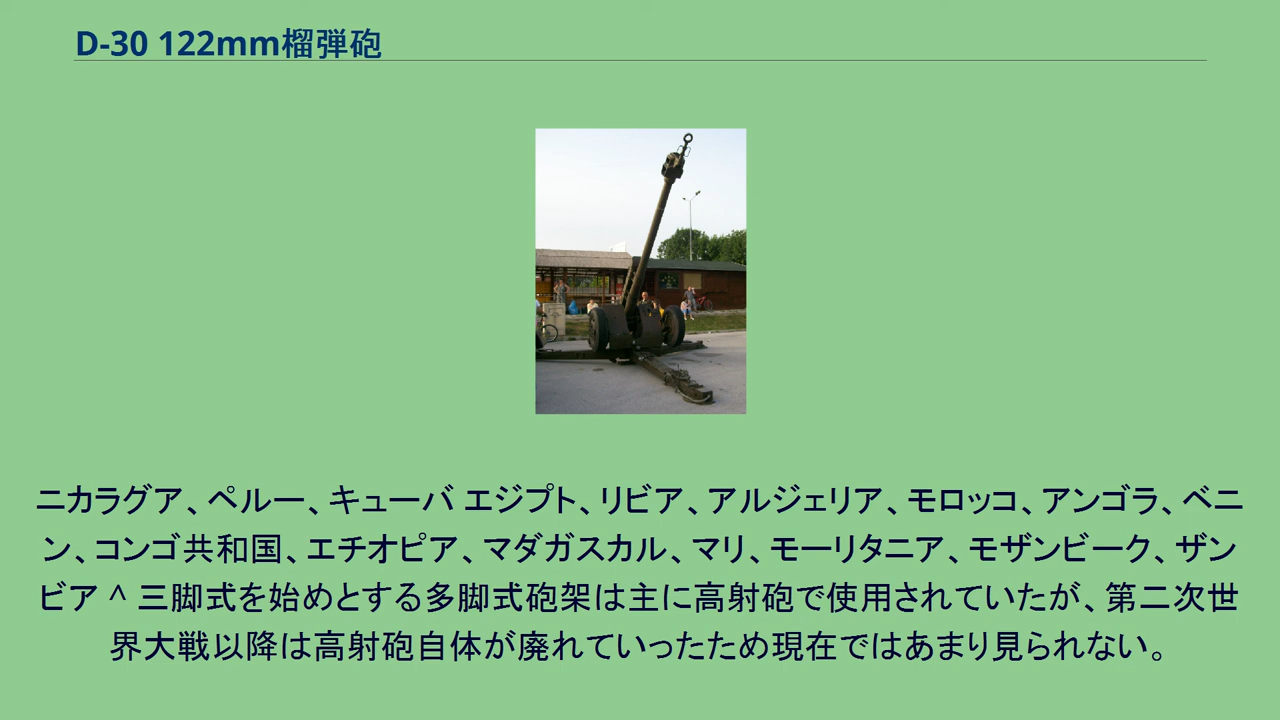 D-30 122mm榴弾砲
ニカラグア、ペルー、キューバ エジプト、リビア、アルジェリア、モロッコ、アンゴラ、ベニ
ン、コンゴ共和国、エチオピア、マダガスカル、マリ、モーリタニア、モザンビーク、ザン
ビア ^ 三脚式を始めとする多脚式砲架は主に高射砲で使用されていたが、第二次世
界大戦以降は高射砲自体が廃れていったため現在ではあまり見られない。